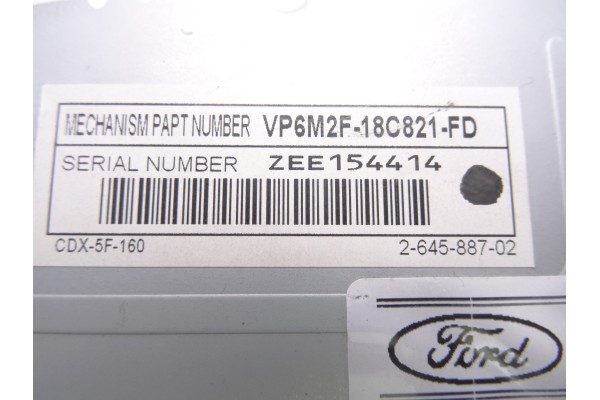 MECHANISM PAPT NUMBER VP6M2F-18C821-FD
SERIAL NUMBER ZEE154414
CDX-5F-160 2-645-887-02
Ford